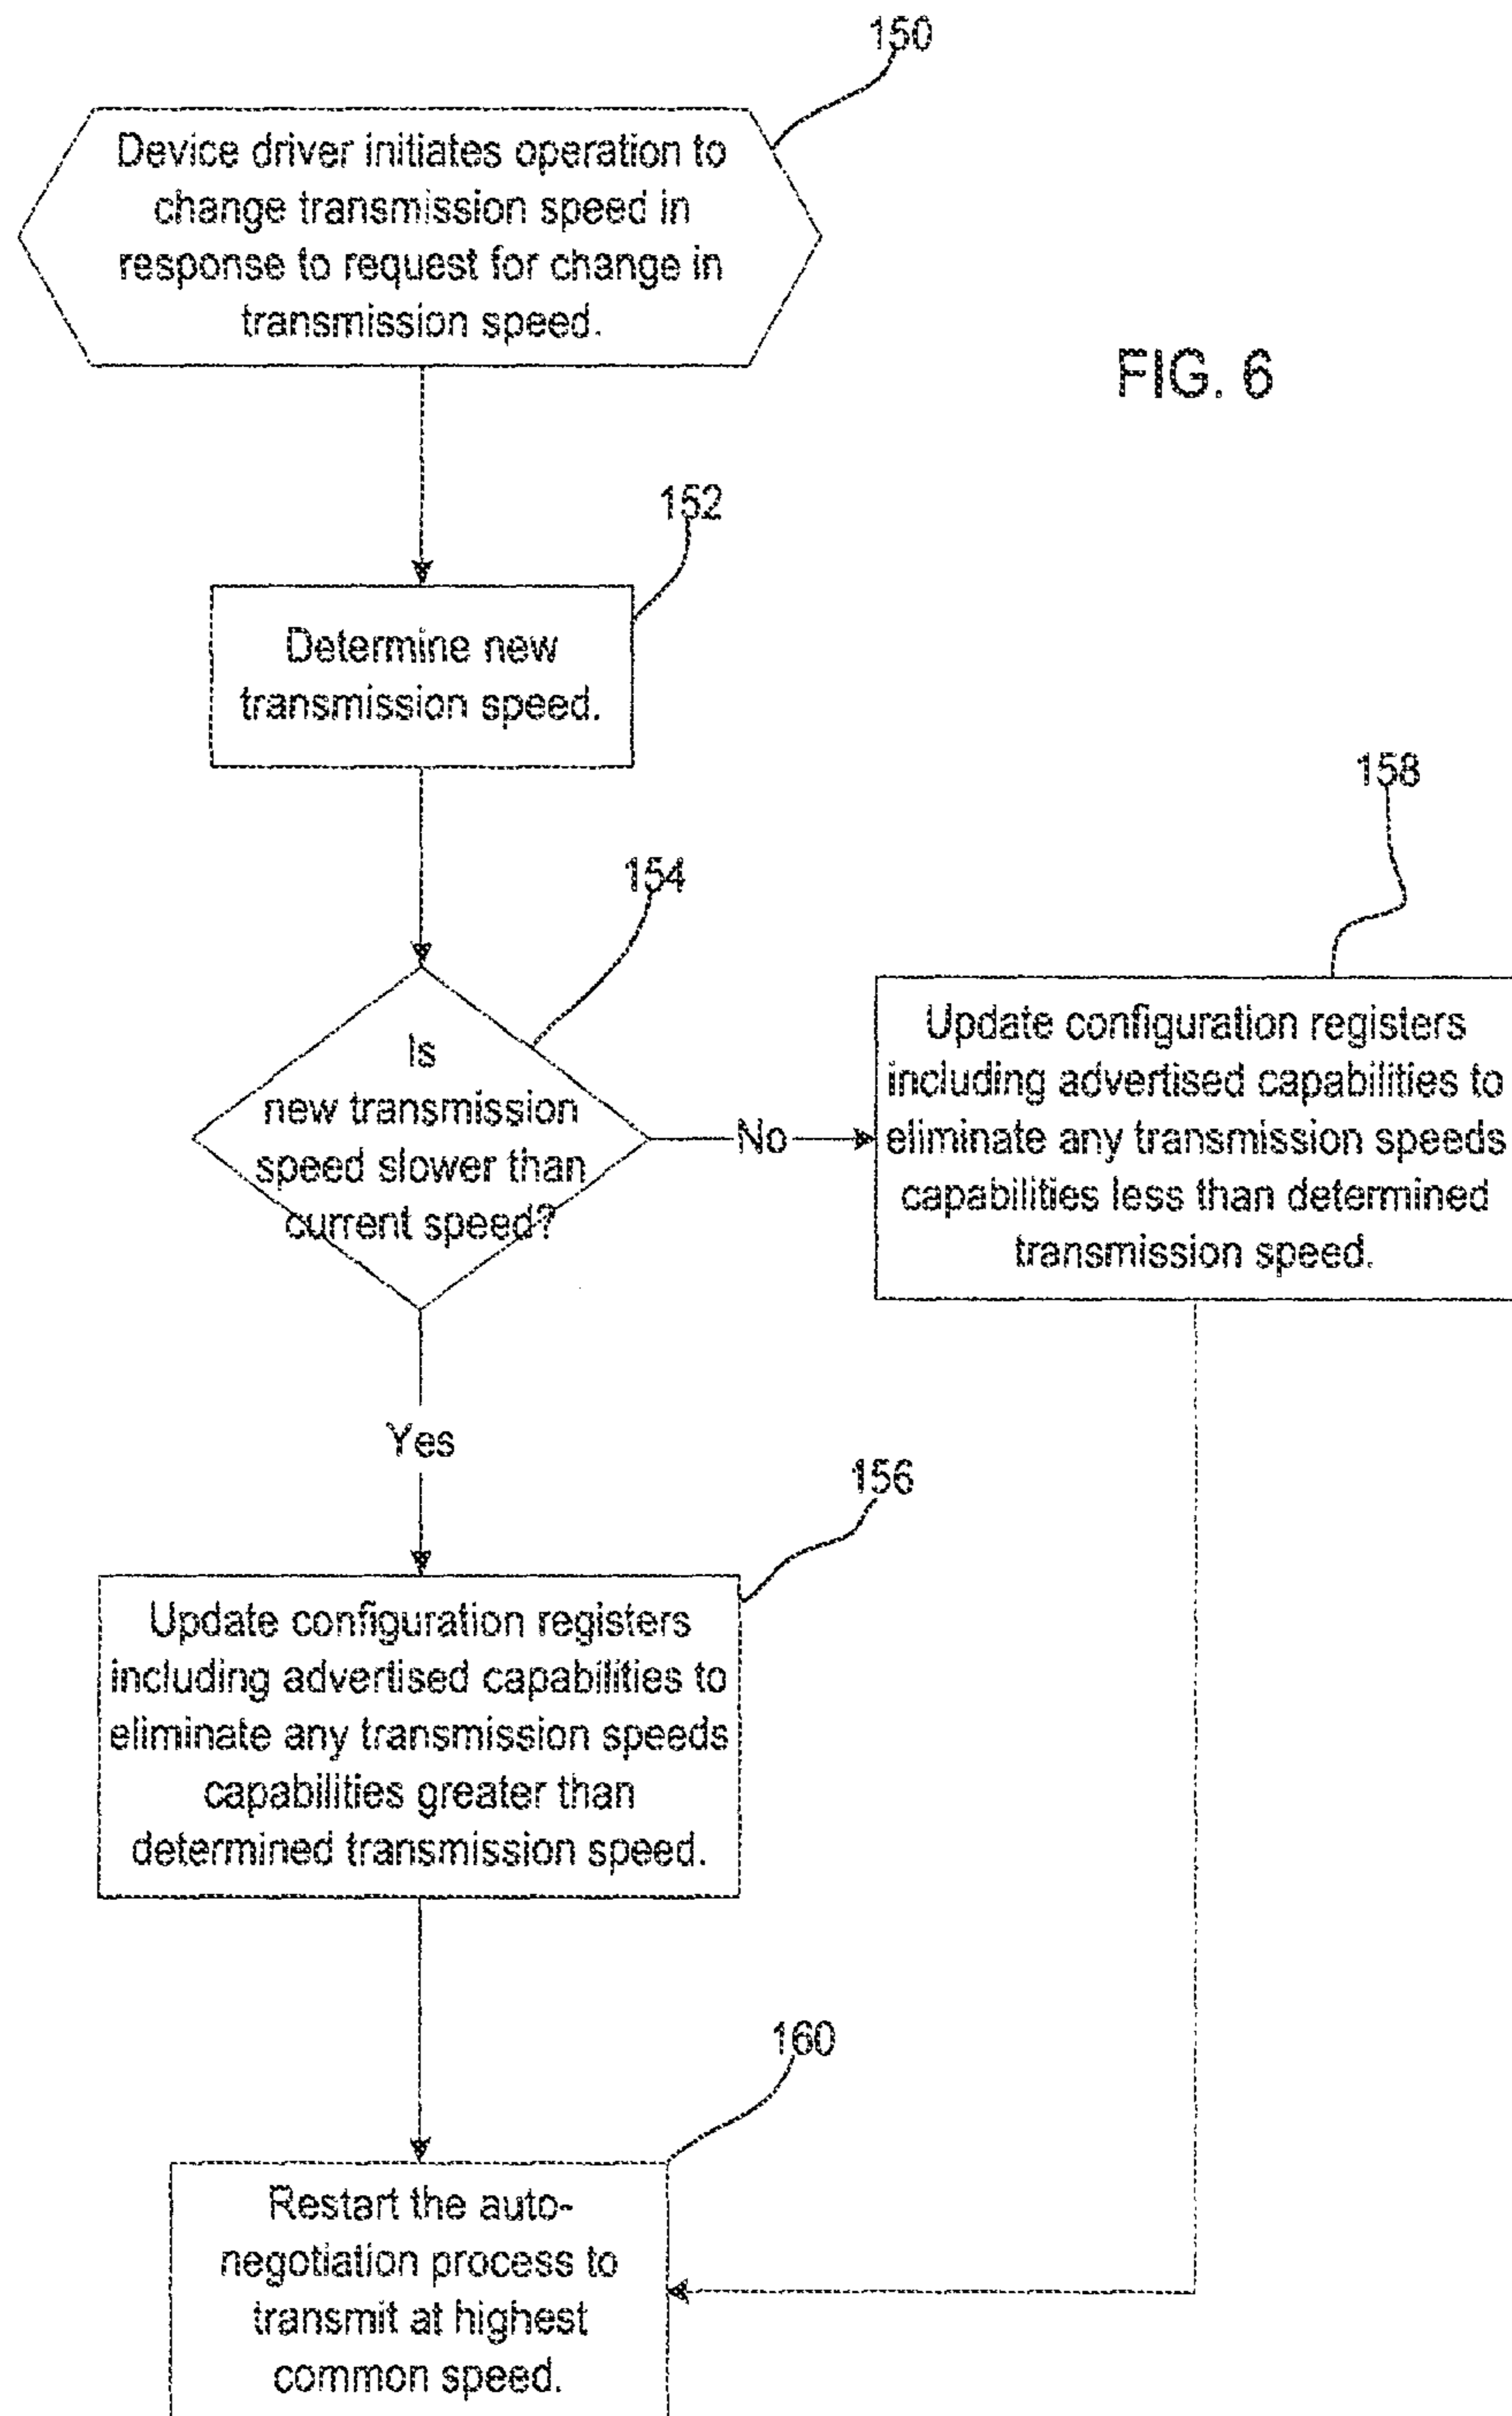 150
Device driver initiates operation to
change transmission speed in
response to request for change in
transmission speed.
FIG. 6
152
Determine new
transmission speed.
154
Is
new transmission
speed slower than
current speed?
No
158
Update configuration registers
including advertised capabilities to
eliminate any transmission speeds
capabilities less than determined
transmission speed.
Yes
156
Update configuration registers
including advertised capabilities to
eliminate any transmission speeds
capabilities greater than
determined transmission speed.
160
Restart the auto-
negotiation process to
transmit at highest
common speed.